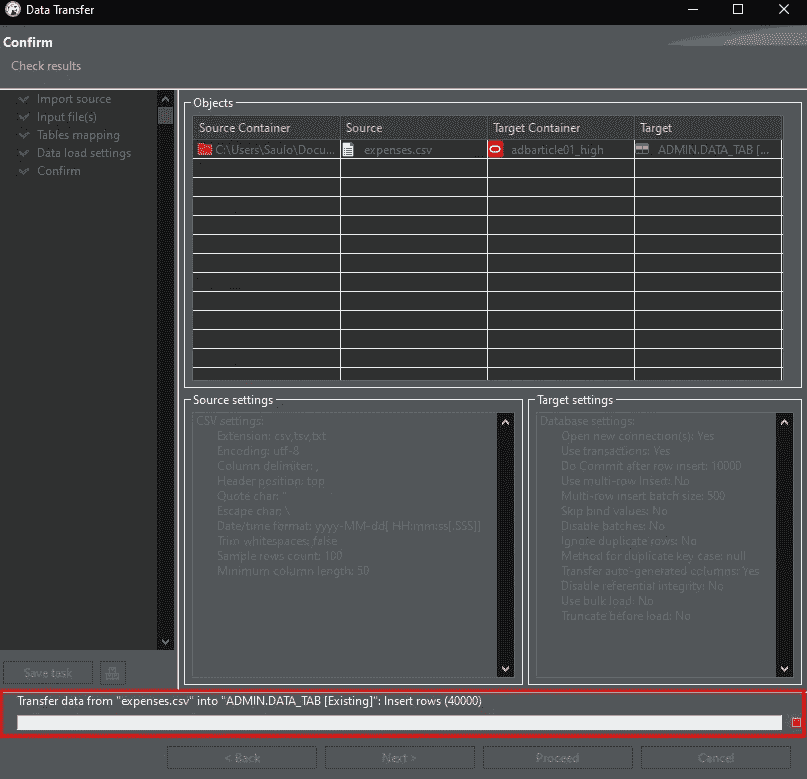 Data Transfer
Confirm
Check results
Import source
Input file(s)
Tables mapping
Data load settings
Confirm
Objects
Source Container Source Target Container Target
C:\Users\Saulo\Docu... expenses.csv adbarticle01_high ADMIN.DATA_TAB [...
Source settings
CSV settings:
Extension: csv,tsv,txt
Encoding: utf-8
Column delimiter: ,
Header position: top
Quote char: "
Escape char: \
Date/time format: yyyy-MM-dd[ HH:mm:ss[.SSS]]
Trim whitespaces: false
Sample rows count: 100
Minimum column length: 50
Target settings
Database settings:
Open new connection(s): Yes
Use transactions: Yes
Do Commit after row insert: 10000
Use multi-row Insert: No
Multi-row insert batch size: 500
Skip bind values: No
Disable batches: No
Ignore duplicate rows: No
Method for duplicate key case: null
Transfer auto-generated columns: Yes
Disable referential integrity: No
Use bulk load: No
Truncate before load: No
Save task
Transfer data from "expenses.csv" into "ADMIN.DATA_TAB [Existing]": Insert rows (40000)
< Back Next > Proceed Cancel